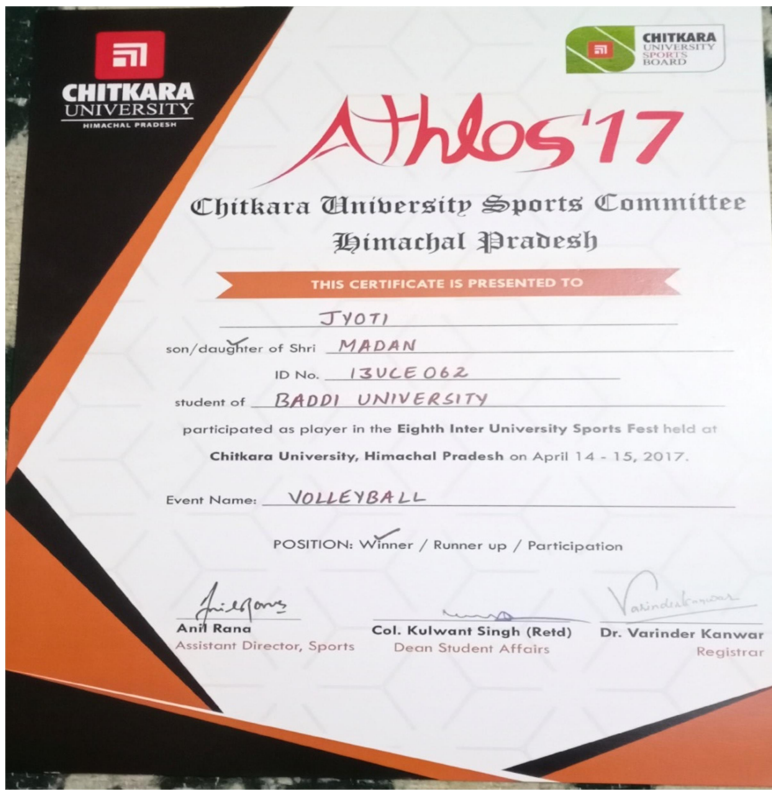 CHITKARA
UNIVERSITY
HIMACHAL PRADESH
CHITKARA
UNIVERSITY
SPORTS
BOARD
Athlos'17
Chitkara University Sports Committee
Himachal Pradesh
THIS CERTIFICATE IS PRESENTED TO
JYOTI
son/daughter of Shri MADAN
ID No. 13UCE062
student of BADDI UNIVERSITY
participated as player in the Eighth Inter University Sports Fest held at
Chitkara University, Himachal Pradesh on April 14 - 15, 2017.
Event Name: VOLLEYBALL
POSITION: Winner / Runner up / Participation
Varinderkanwar
Anil Rana Col. Kulwant Singh (Retd) Dr. Varinder Kanwar
Assistant Director, Sports Dean Student Affairs Registrar